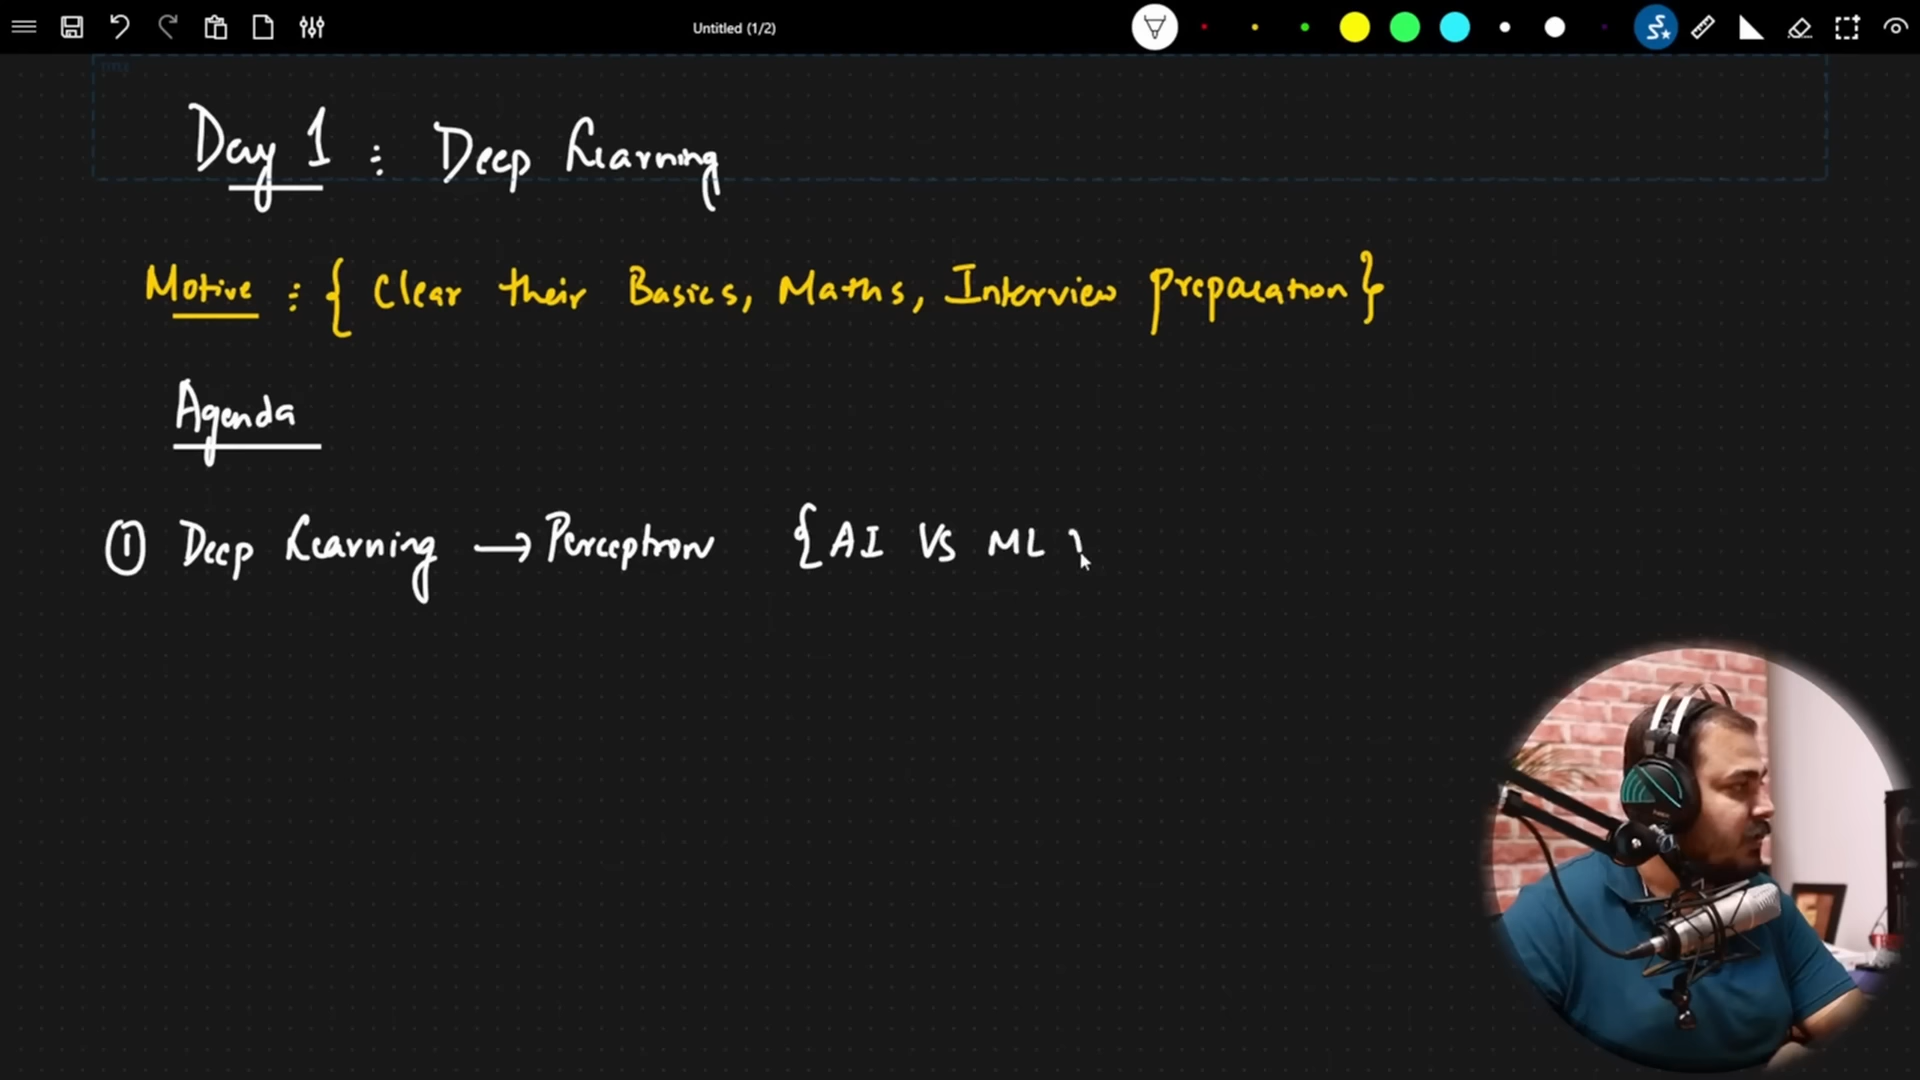 Untitled (1/2)
Day 1 : Deep Learning
Motive : { Clear their Basics, Maths, Interview preparation }
Agenda
① Deep Learning → Perceptron { AI Vs ML